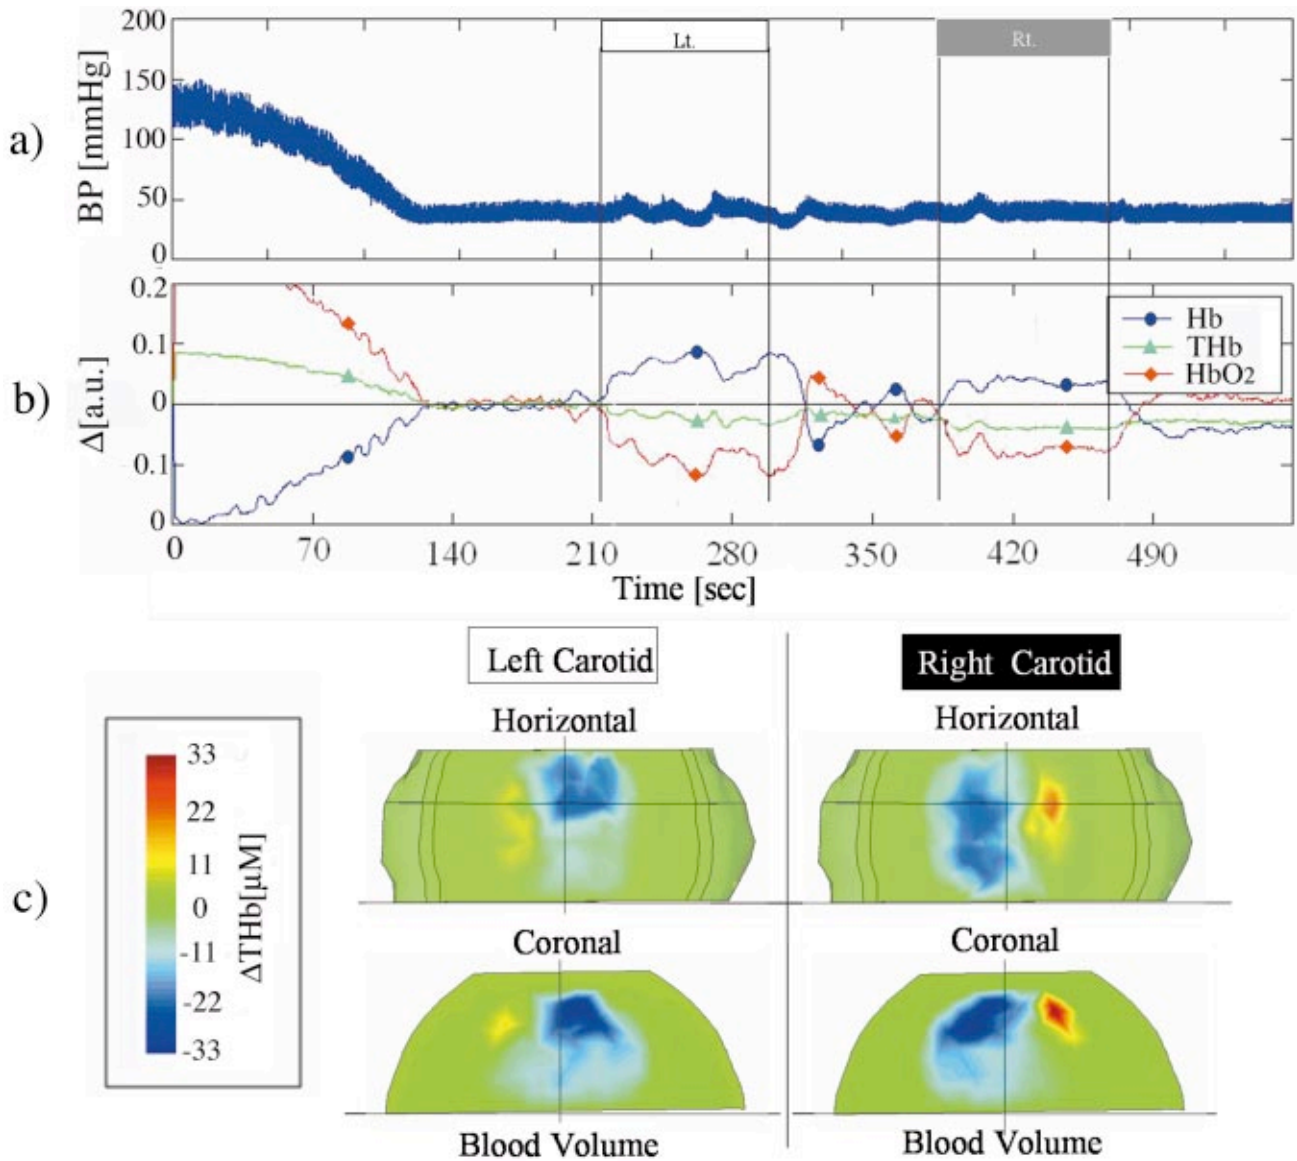 a)
BP [mmHg]
200
150
100
50
0
Lt.
Rt.
b)
Δ[a.u.]
0.2
0.1
0
0.1
0
Hb
THb
HbO2
0 70 140 210 280 350 420 490
Time [sec]
c)
33
22
11
0
-11
-22
-33
ΔTHb[μM]
Left Carotid
Horizontal
Coronal
Blood Volume
Right Carotid
Horizontal
Coronal
Blood Volume